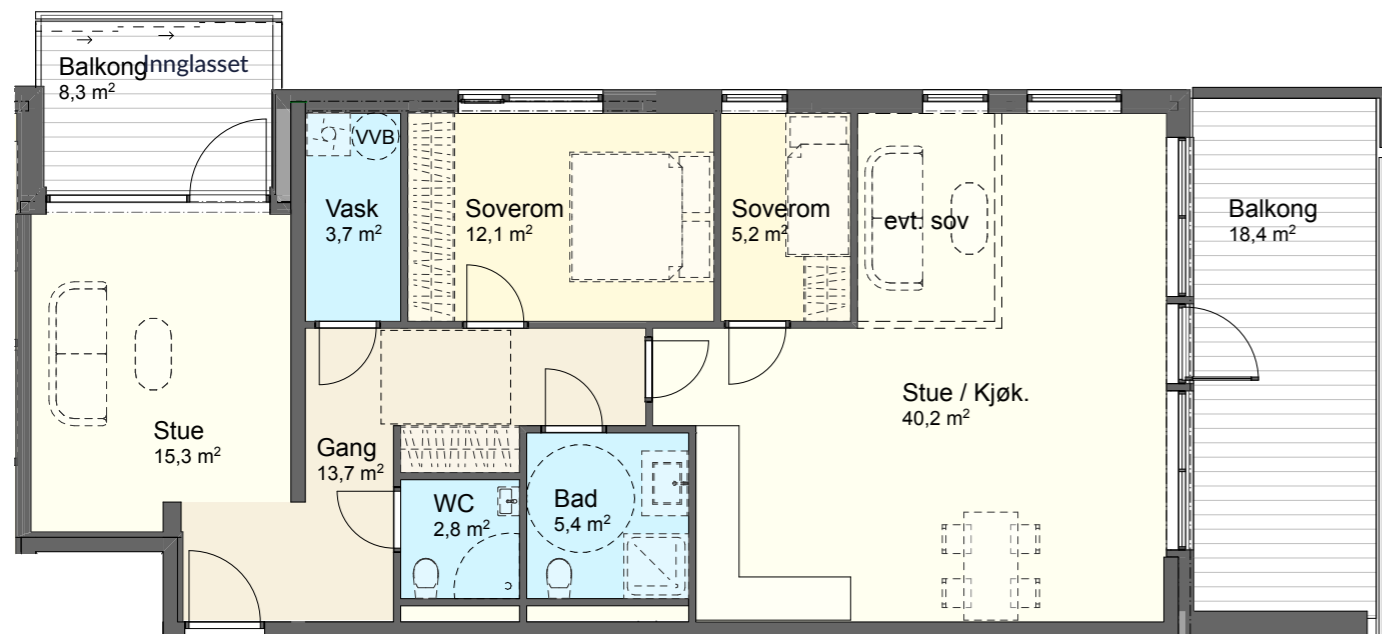 Balkong
Innglasset
8,3 m²
VVB
Vask
3,7 m²
Soverom
12,1 m²
Soverom
5,2 m²
evt. sov
Balkong
18,4 m²
Stue
15,3 m²
Gang
13,7 m²
WC
2,8 m²
Bad
5,4 m²
Stue / Kjøk.
40,2 m²